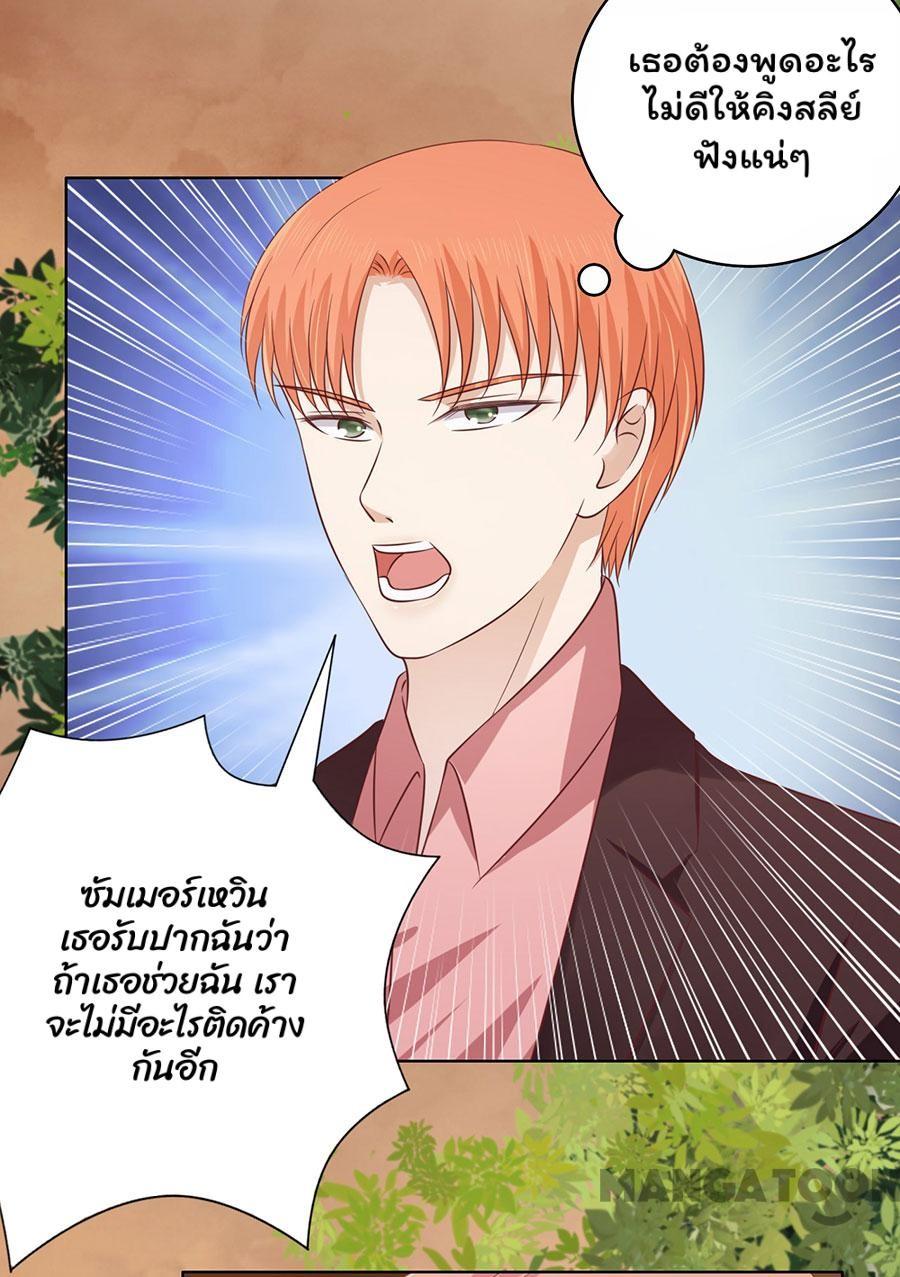 เธอต้องพูดอะไร
ไม่ดีให้คิงสลีย์
ฟังแน่ๆ
ซัมเมอร์เหวิน
เธอรับปากฉันว่า
ถ้าเธอช่วยฉัน เรา
จะไม่มีอะไรติดค้าง
กันอีก
MANGATOON